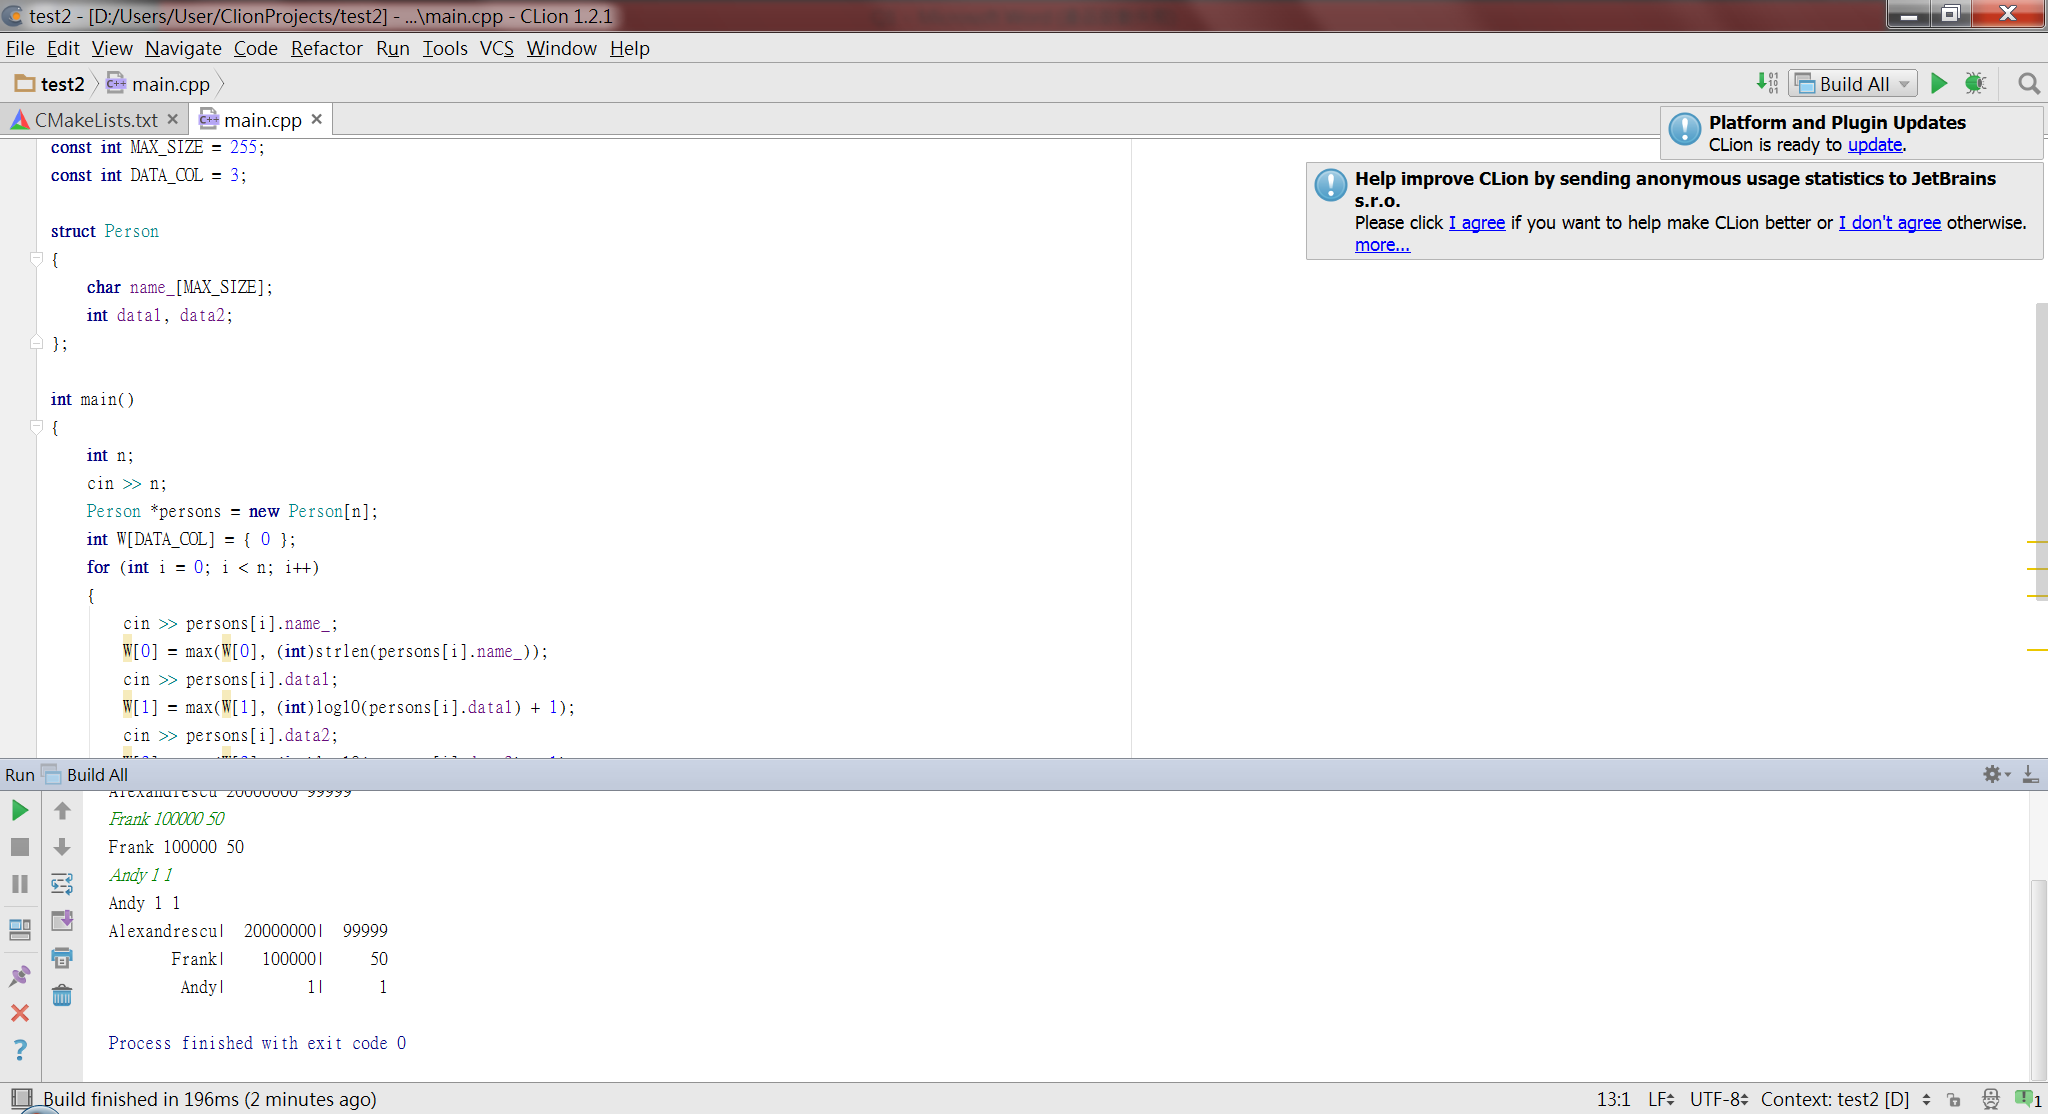 test2 - [D:/Users/User/ClionProjects/test2] - ...\main.cpp - CLion 1.2.1
File Edit View Navigate Code Refactor Run Tools VCS Window Help
test2 main.cpp Build All
CMakeLists.txt main.cpp
Platform and Plugin Updates
CLion is ready to update.
Help improve CLion by sending anonymous usage statistics to JetBrains
s.r.o.
Please click I agree if you want to help make CLion better or I don't agree otherwise.
more...
const int MAX_SIZE = 255;
const int DATA_COL = 3;
struct Person
{
char name_[MAX_SIZE];
int data1, data2;
};
int main()
{
int n;
cin >> n;
Person *persons = new Person[n];
int W[DATA_COL] = { 0 };
for (int i = 0; i < n; i++)
{
cin >> persons[i].name_;
W[0] = max(W[0], (int)strlen(persons[i].name_));
cin >> persons[i].data1;
W[1] = max(W[1], (int)log10(persons[i].data1) + 1);
cin >> persons[i].data2;
Run Build All
Alexandrescu 20000000 99999
Frank 100000 50
Frank 100000 50
Andy 1 1
Andy 1 1
Alexandrescu| 20000000| 99999
Frank| 100000| 50
Andy| 1| 1
Process finished with exit code 0
Build finished in 196ms (2 minutes ago) 13:1 LF UTF-8 Context: test2 [D] 1